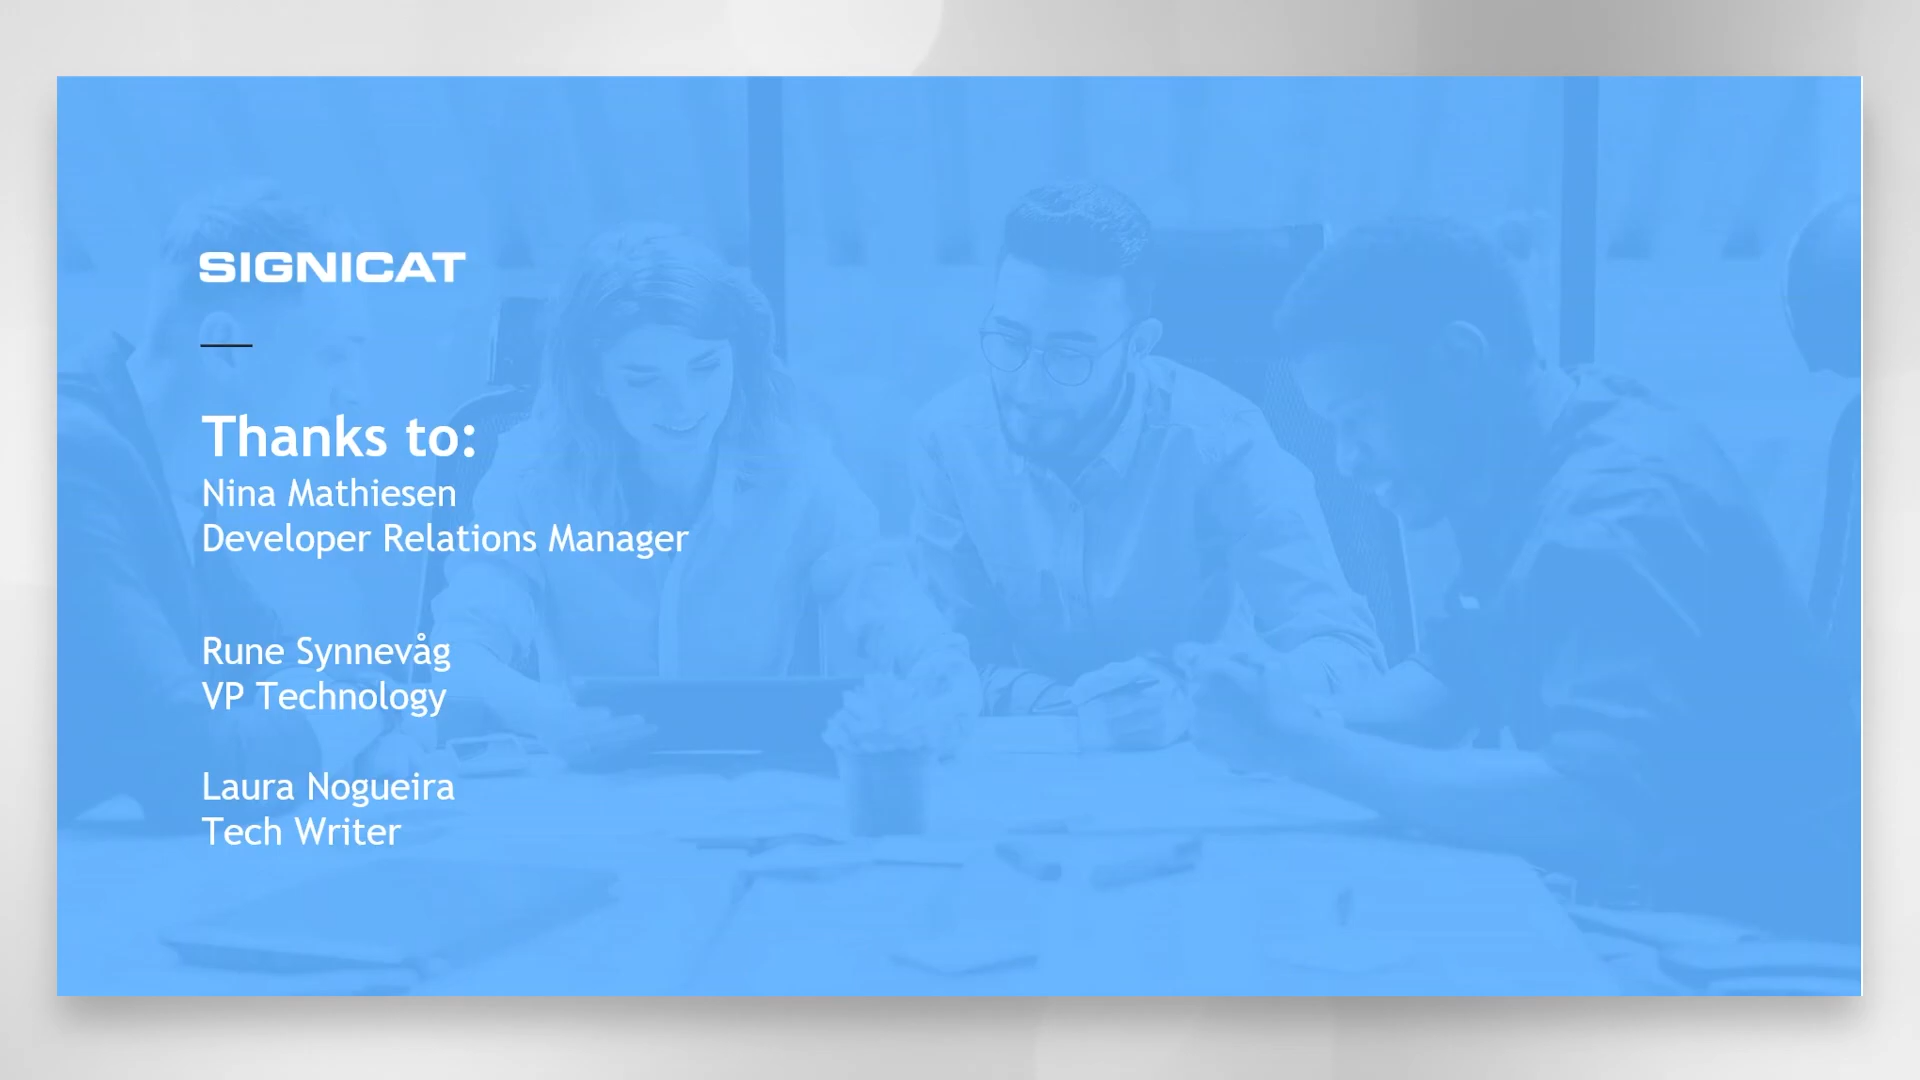 SIGNICAT
Thanks to:
Nina Mathiesen
Developer Relations Manager
Rune Synnevåg
VP Technology
Laura Nogueira
Tech Writer